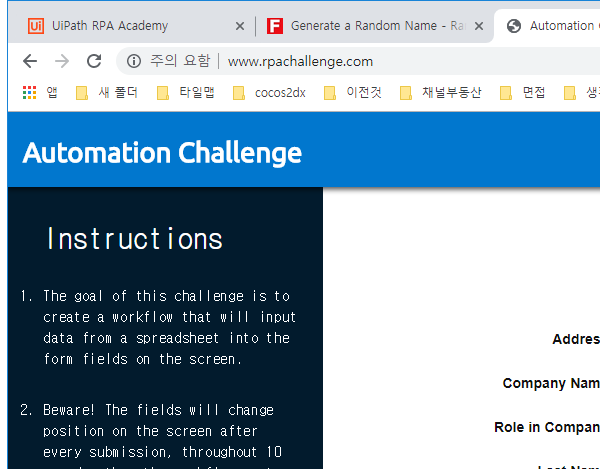 Ui UiPath RPA Academy
F Generate a Random Name - Ra
Automation
주의 요함 | www.rpachallenge.com
앱 새 폴더 타일맵 cocos2dx 이전것 채널부동산 면접
Automation Challenge
Instructions
1. The goal of this challenge is to
create a workflow that will input
data from a spreadsheet into the
form fields on the screen.
2. Beware! The fields will change
position on the screen after
every submission, throughout 10
Addres
Company Nam
Role in Compan